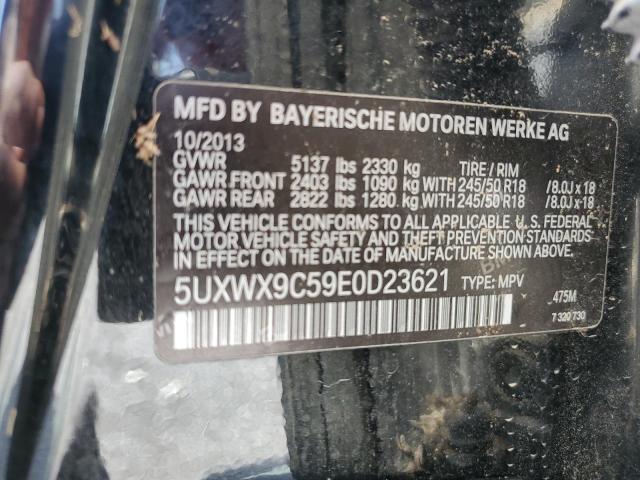 MFD BY BAYERISCHE MOTOREN WERKE AG
10/2013
GVWR 5137 lbs 2330 kg TIRE / RIM
GAWR FRONT 2403 lbs 1090 kg WITH 245/50 R18 /8.0J x 18
GAWR REAR 2822 lbs 1280 kg WITH 245/50 R18 /8.0J x 18
THIS VEHICLE CONFORMS TO ALL APPLICABLE U. S. FEDERAL
MOTOR VEHICLE SAFETY AND THEFT PREVENTION STANDARDS
IN EFFECT ON THE DATE OF MANUFACTURE SHOWN ABOVE.
5UXWX9C59E0D23621 TYPE: MPV
475M
7 320 730